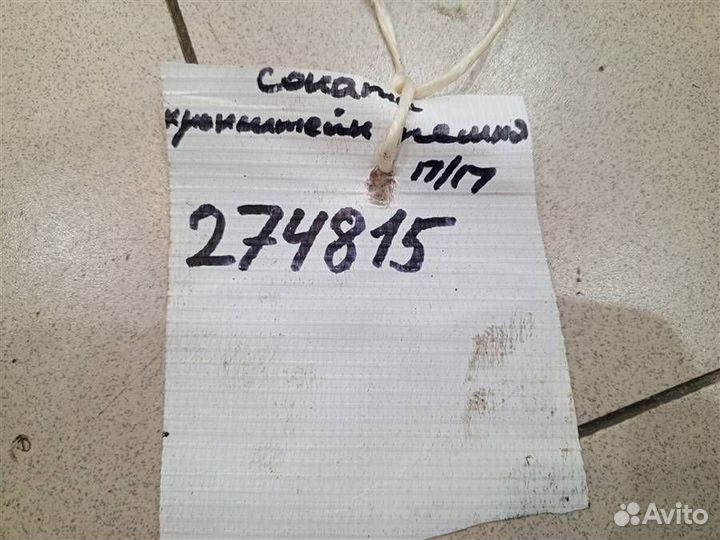 соната
кронштейн
п/п
274815
Avito